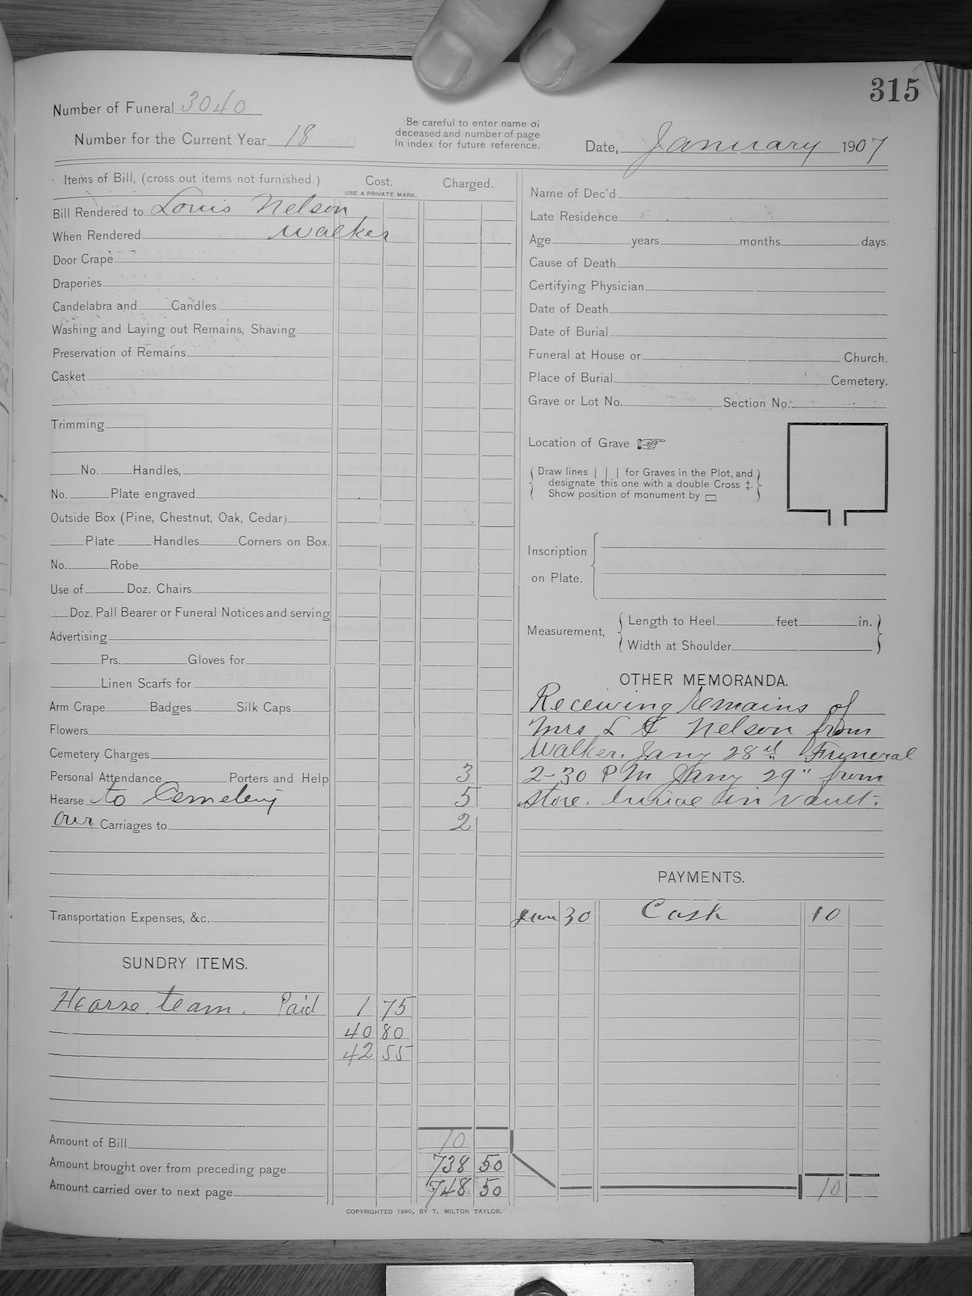 315
Number of Funeral 3040
Number for the Current Year 18
Be careful to enter name of
deceased and number of page
In index for future reference.
Date, January 1907
Items of Bill, (cross out items not furnished.)
Cost.
USE A PRIVATE MARK.
Charged.
Bill Rendered to Louis Nelson
When Rendered Walker
Door Crape
Draperies
Candelabra and Candles
Washing and Laying out Remains, Shaving
Preservation of Remains
Casket
Trimming
No. Handles,
No. Plate engraved
Outside Box (Pine, Chestnut, Oak, Cedar)
Plate Handles Corners on Box.
No. Robe
Use of Doz. Chairs
Doz. Pall Bearer or Funeral Notices and serving
Advertising
Prs. Gloves for
Linen Scarfs for
Arm Crape Badges Silk Caps
Flowers
Cemetery Charges
Personal Attendance Porters and Help 3
Hearse to Cemetery 5
our Carriages to 2
Transportation Expenses, &c.
SUNDRY ITEMS.
Hearse team. Paid 1 75
40 80
42 55
Amount of Bill 10
Amount brought over from preceding page 738 50
Amount carried over to next page 748 50
Name of Dec'd
Late Residence
Age years months days
Cause of Death
Certifying Physician
Date of Death
Date of Burial
Funeral at House or Church.
Place of Burial Cemetery.
Grave or Lot No. Section No.
Location of Grave
Draw lines | | | for Graves in the Plot, and
designate this one with a double Cross ‡.
Show position of monument by ▭
Inscription
on Plate.
Measurement,
Length to Heel feet in.
Width at Shoulder
OTHER MEMORANDA.
Receiving remains of
Mrs L Nelson from
Walker. Jany 28" Funeral
2-30 P M Jany 29" from
store. in vault.
PAYMENTS.
30 Cash 10
10
COPYRIGHTED 1890, BY T. MILTON TAYLOR.